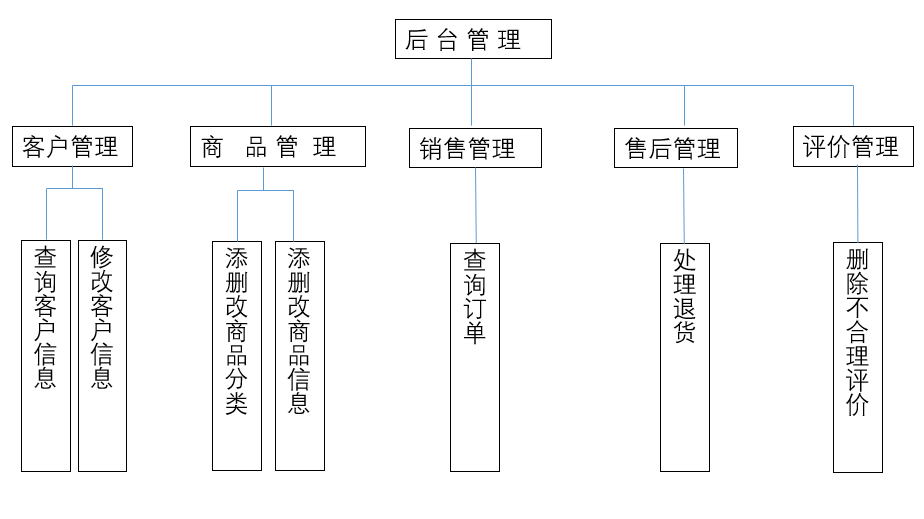 后台管理
客户管理
商品管理
销售管理
售后管理
评价管理
查询客户信息
修改客户信息
添删改商品分类
添删改商品信息
查询订单
处理退货
删除不合理评价